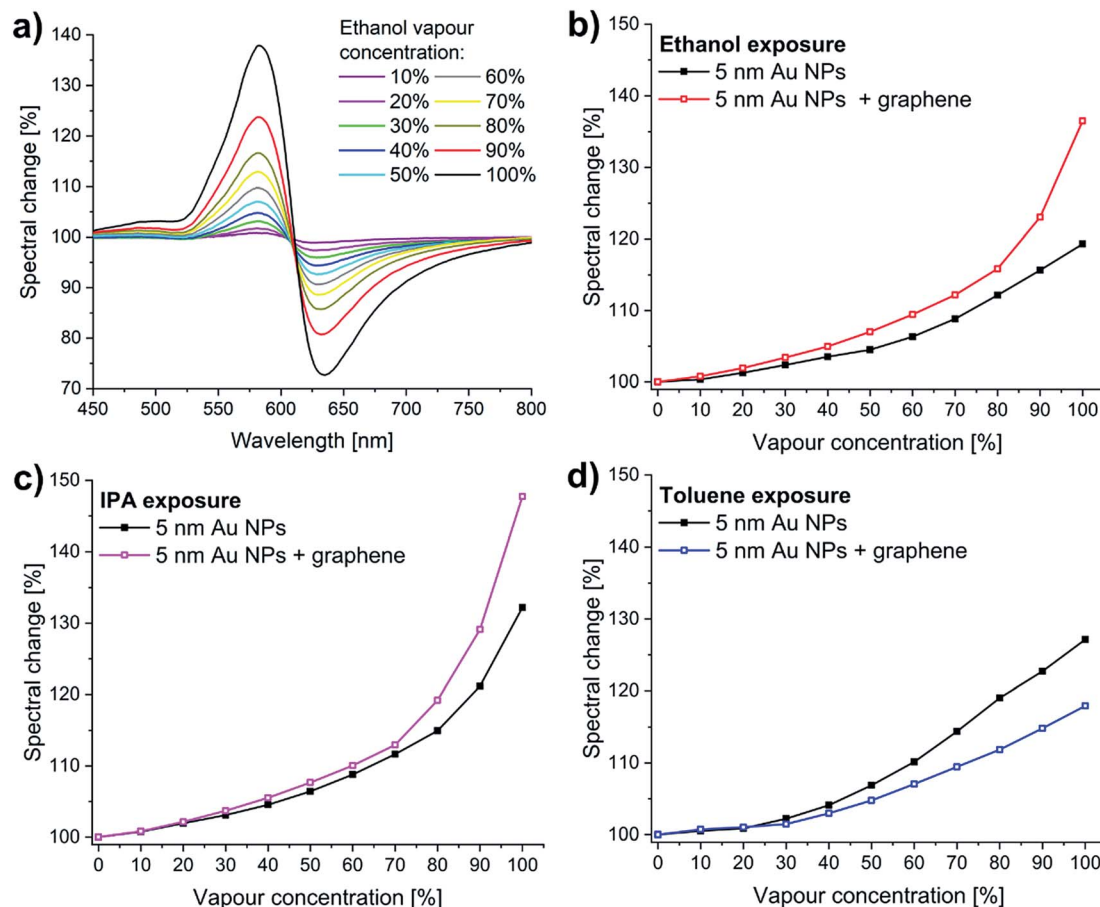 a)
Spectral change [%]
140
130
120
110
100
90
80
70
Ethanol vapour
concentration:
10% 60%
20% 70%
30% 80%
40% 90%
50% 100%
450 500 550 600 650 700 750 800
Wavelength [nm]
b)
Spectral change [%]
150
140
130
120
110
100
Ethanol exposure
5 nm Au NPs
5 nm Au NPs + graphene
0 10 20 30 40 50 60 70 80 90 100
Vapour concentration [%]
c)
Spectral change [%]
150
140
130
120
110
100
IPA exposure
5 nm Au NPs
5 nm Au NPs + graphene
0 10 20 30 40 50 60 70 80 90 100
Vapour concentration [%]
d)
Spectral change [%]
150
140
130
120
110
100
Toluene exposure
5 nm Au NPs
5 nm Au NPs + graphene
0 10 20 30 40 50 60 70 80 90 100
Vapour concentration [%]